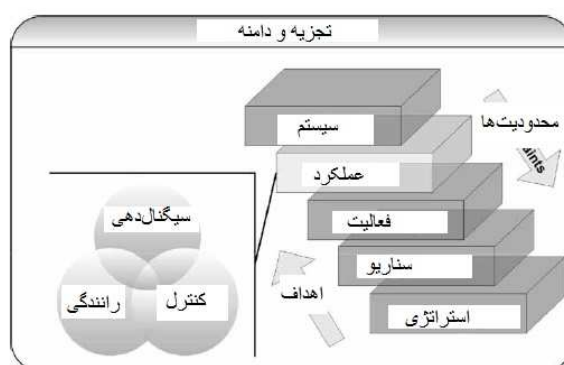 تجزیه و دامنه
سیستم
محدودیت‌ها
عملکرد
فعالیت
سناریو
اهداف
استراتژی
سیگنال‌دهی
رانندگی
کنترل